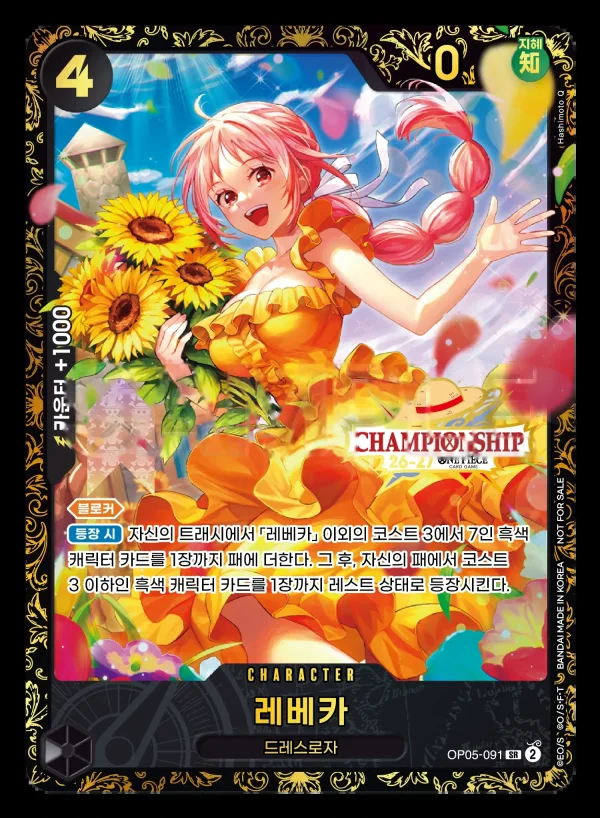 4
0
지혜
知
Hashimoto Q
카운터 +1000
CHAMPIONSHIP
26-27 ONE PIECE
CARD GAME
블로커
등장 시 자신의 트래시에서 「레베카」 이외의 코스트 3에서 7인 흑색
캐릭터 카드를 1장까지 패에 더한다. 그 후, 자신의 패에서 코스트
3 이하인 흑색 캐릭터 카드를 1장까지 레스트 상태로 등장시킨다.
CHARACTER
레베카
드레스로자
OP05-091 SR 2
©EO/S ©O/S·F·T BANDAI MADE IN KOREA NOT FOR SALE